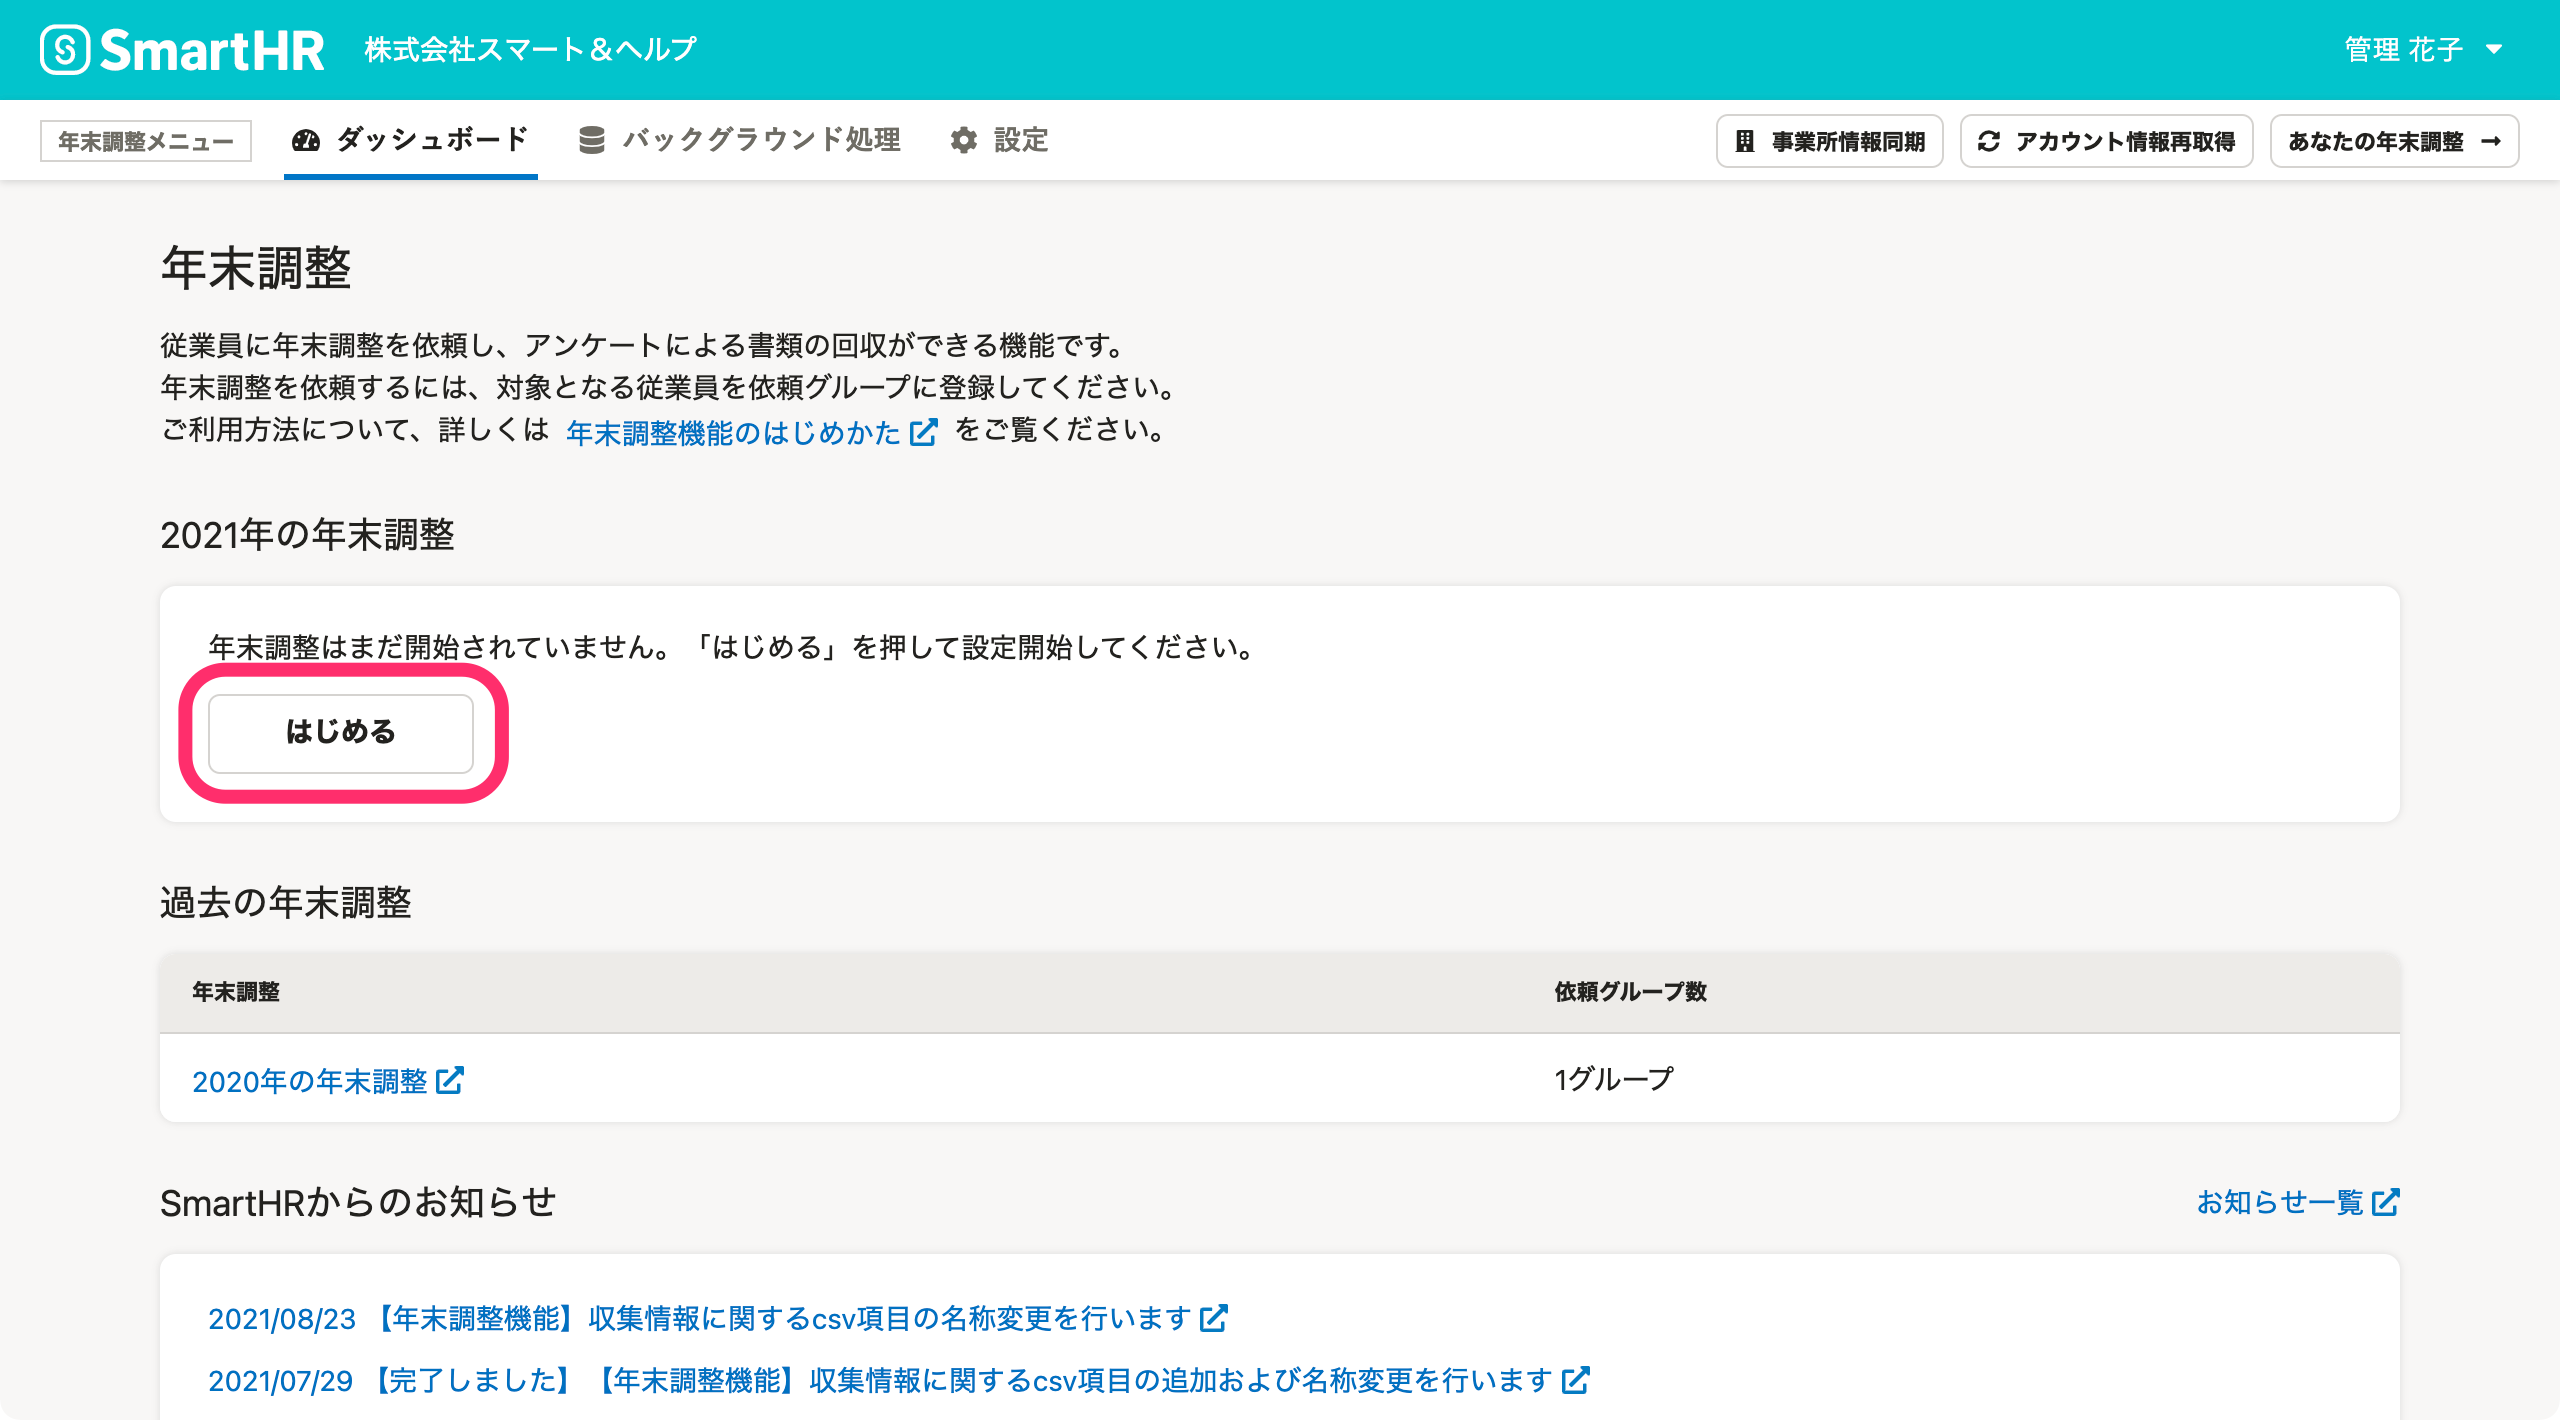 SmartHR 株式会社スマート＆ヘルプ 管理 花子
年末調整メニュー ダッシュボード バックグラウンド処理 設定 事業所情報同期 アカウント情報再取得 あなたの年末調整 →
年末調整
従業員に年末調整を依頼し、アンケートによる書類の回収ができる機能です。
年末調整を依頼するには、対象となる従業員を依頼グループに登録してください。
ご利用方法について、詳しくは 年末調整機能のはじめかた をご覧ください。
2021年の年末調整
年末調整はまだ開始されていません。「はじめる」を押して設定開始してください。
はじめる
過去の年末調整
年末調整 依頼グループ数
2020年の年末調整 1グループ
SmartHRからのお知らせ お知らせ一覧
2021/08/23 【年末調整機能】収集情報に関するcsv項目の名称変更を行います
2021/07/29 【完了しました】【年末調整機能】収集情報に関するcsv項目の追加および名称変更を行います